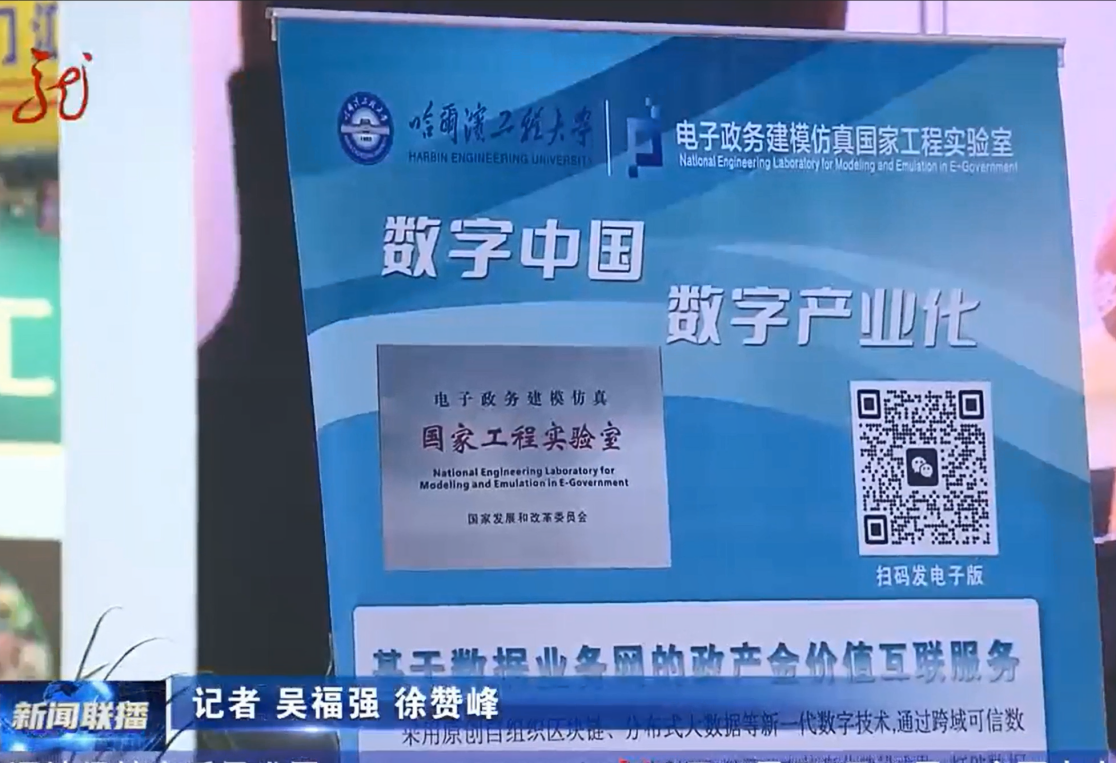 龙
哈尔滨工程大学
HARBIN ENGINEERING UNIVERSITY
电子政务建模仿真国家工程实验室
National Engineering Laboratory for Modeling and Emulation in E-Government
数字中国
数字产业化
电子政务建模仿真
国家工程实验室
National Engineering Laboratory for
Modeling and Emulation in E-Government
国家发展和改革委员会
扫码发电子版
基于数据业务网的政产金价值互联服务
采用原创自组织区块链、分布式大数据等新一代数字技术,通过跨域可信数
新闻联播
记者 吴福强 徐赞峰
工